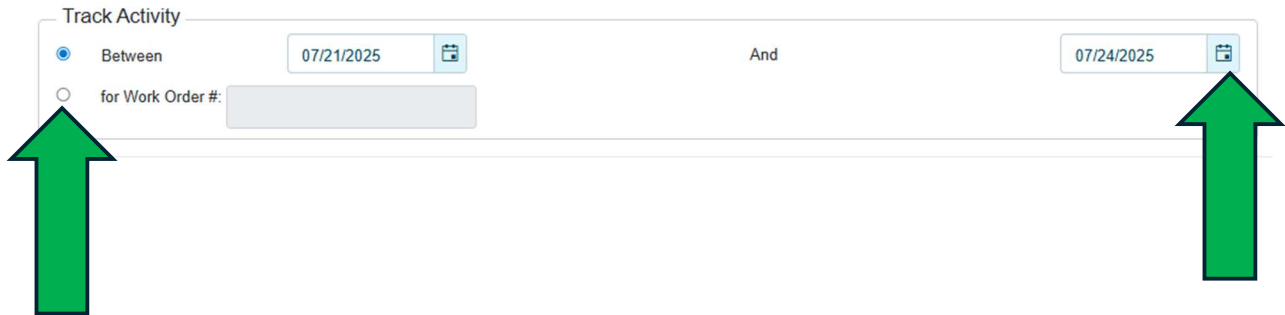 Track Activity
Between 07/21/2025 And 07/24/2025
for Work Order #: